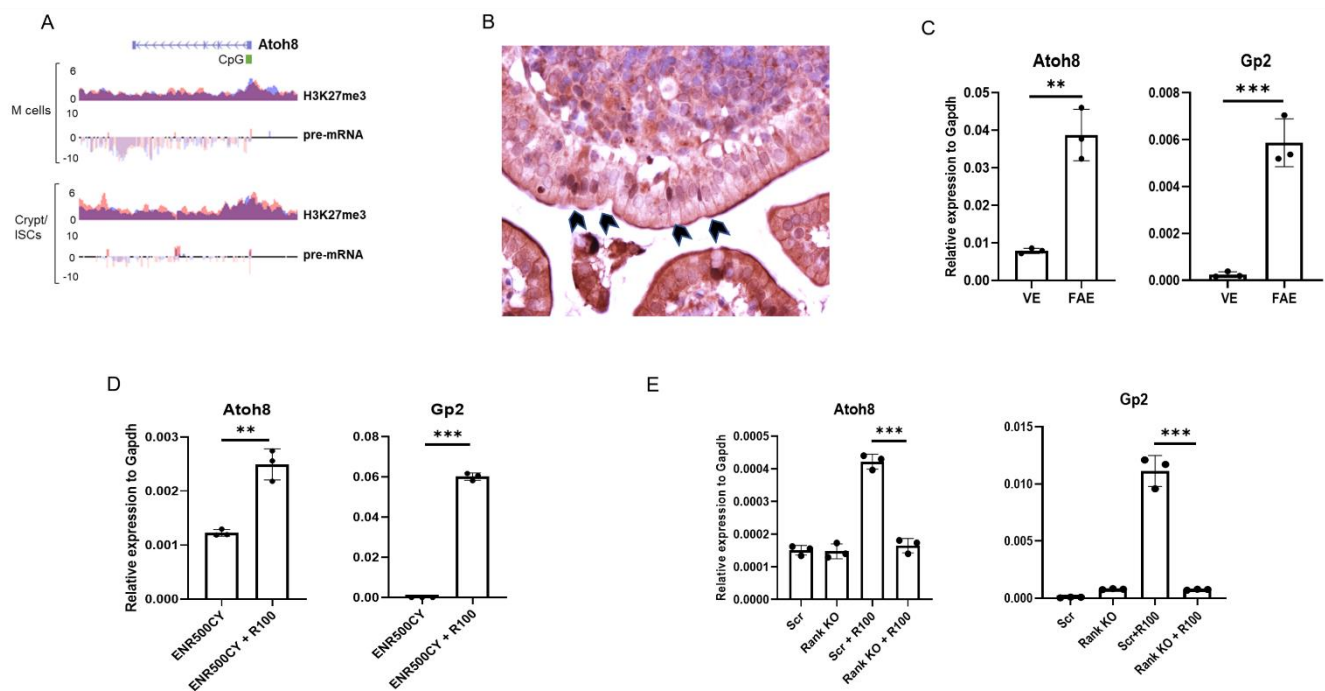 A
Atoh8
CpG
M cells
6
0
H3K27me3
10
0
-10
pre-mRNA
Crypt/
ISCs
6
0
H3K27me3
10
0
-10
pre-mRNA
B
C
Atoh8
**
Relative expression to Gapdh
0.05
0.04
0.03
0.02
0.01
0.00
VE
FAE
Gp2
***
0.008
0.006
0.004
0.002
0.000
VE
FAE
D
Atoh8
**
Relative expression to Gapdh
0.003
0.002
0.001
0.000
ENR500CY
ENR500CY + R100
Gp2
***
0.08
0.06
0.04
0.02
0.00
ENR500CY
ENR500CY + R100
E
Atoh8
***
Relative expression to Gapdh
0.0005
0.0004
0.0003
0.0002
0.0001
0.0000
Scr
Rank KO
Scr + R100
Rank KO + R100
Gp2
***
0.015
0.010
0.005
0.000
Scr
Rank KO
Scr+R100
Rank KO + R100